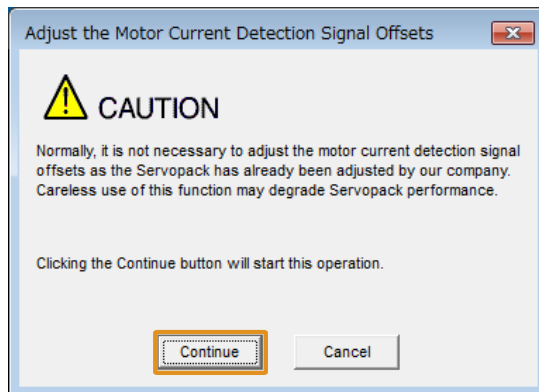 Adjust the Motor Current Detection Signal Offsets
CAUTION
Normally, it is not necessary to adjust the motor current detection signal
offsets as the Servopack has already been adjusted by our company.
Careless use of this function may degrade Servopack performance.
Clicking the Continue button will start this operation.
Continue Cancel